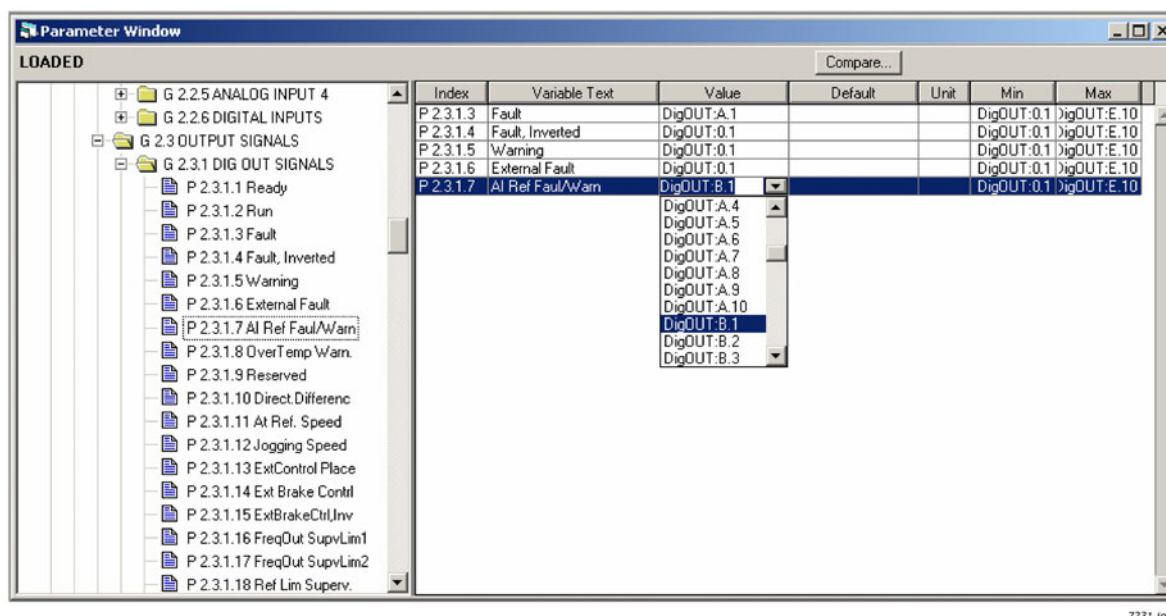 Parameter Window
LOADED
Compare...
G 2.2.5 ANALOG INPUT 4
G 2.2.6 DIGITAL INPUTS
G 2.3 OUTPUT SIGNALS
G 2.3.1 DIG OUT SIGNALS
P 2.3.1.1 Ready
P 2.3.1.2 Run
P 2.3.1.3 Fault
P 2.3.1.4 Fault, Inverted
P 2.3.1.5 Warning
P 2.3.1.6 External Fault
P 2.3.1.7 AI Ref Faul/Warn
P 2.3.1.8 OverTemp Warn.
P 2.3.1.9 Reserved
P 2.3.1.10 Direct.Differenc
P 2.3.1.11 At Ref. Speed
P 2.3.1.12 Jogging Speed
P 2.3.1.13 ExtControl Place
P 2.3.1.14 Ext Brake Contrl
P 2.3.1.15 ExtBrakeCtrl,Inv
P 2.3.1.16 FreqOut SupvLim1
P 2.3.1.17 FreqOut SupvLim2
P 2.3.1.18 Ref Lim Superv.
Index Variable Text Value Default Unit Min Max
P 2.3.1.3 Fault DigOUT:A.1 DigOUT:0.1 DigOUT:E.10
P 2.3.1.4 Fault, Inverted DigOUT:0.1 DigOUT:0.1 DigOUT:E.10
P 2.3.1.5 Warning DigOUT:0.1 DigOUT:0.1 DigOUT:E.10
P 2.3.1.6 External Fault DigOUT:0.1 DigOUT:0.1 DigOUT:E.10
P 2.3.1.7 AI Ref Faul/Warn DigOUT:B.1 DigOUT:0.1 DigOUT:E.10
DigOUT:A.4
DigOUT:A.5
DigOUT:A.6
DigOUT:A.7
DigOUT:A.8
DigOUT:A.9
DigOUT:A.10
DigOUT:B.1
DigOUT:B.2
DigOUT:B.3